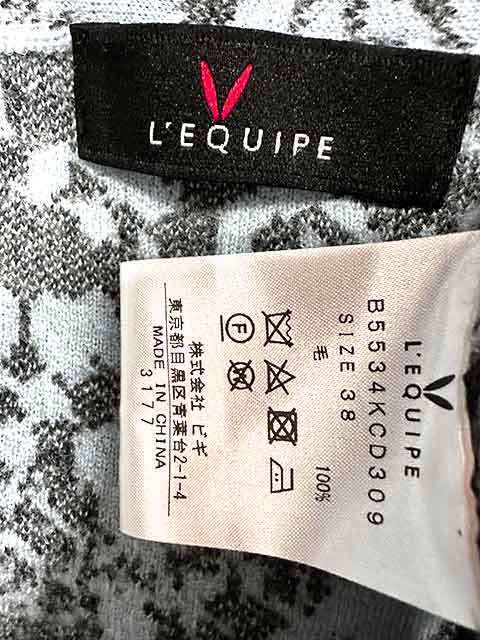 L'EQUIPE
L'EQUIPE
B5534KCD309
SIZE 38
毛 100%
F
株式会社 ビギ
東京都目黒区青葉台2-1-4
MADE IN CHINA
3177